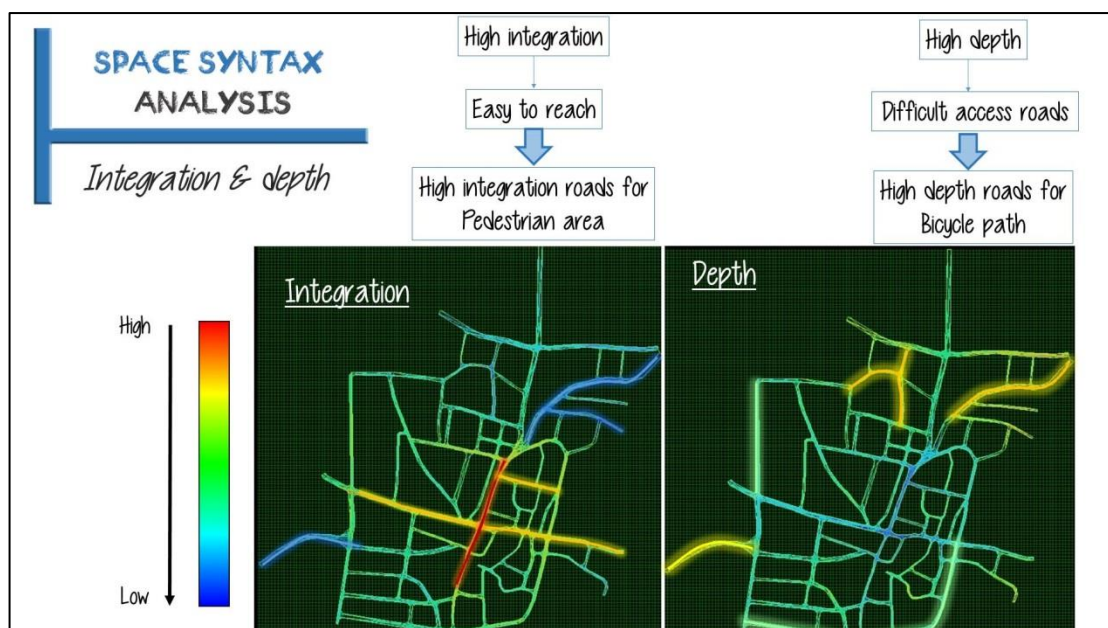 SPACE SYNTAX
ANALYSIS
Integration & depth
High integration
Easy to reach
High integration roads for
Pedestrian area
High depth
Difficult access roads
High depth roads for
Bicycle path
Integration
Depth
High
Low